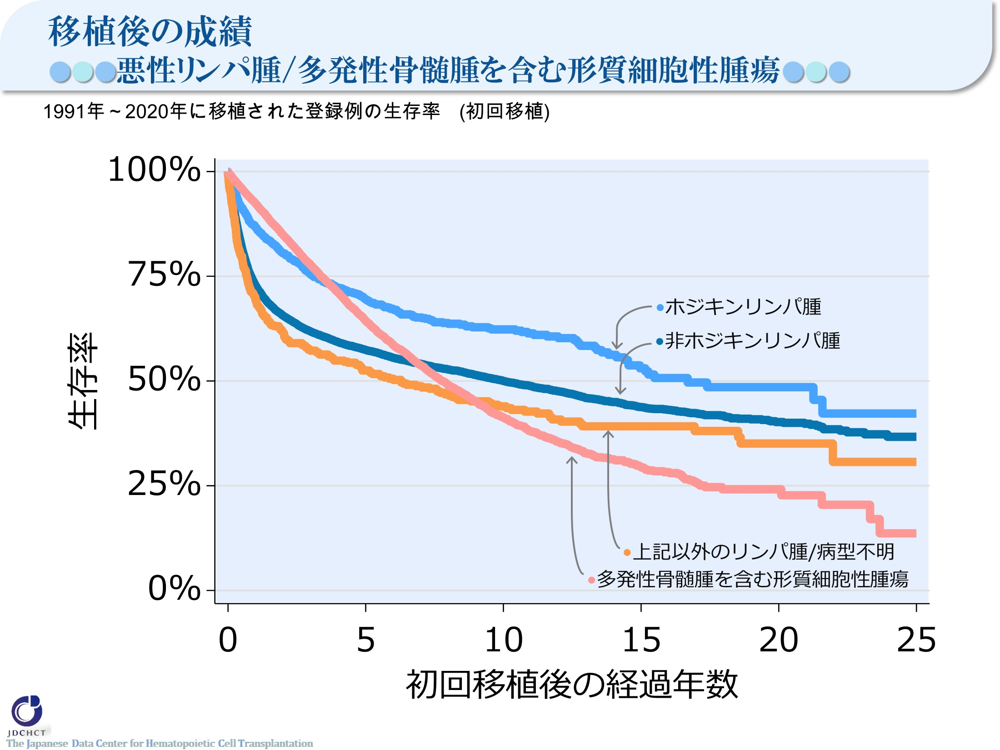 移植後の成績
悪性リンパ腫/多発性骨髄腫を含む形質細胞性腫瘍
1991年~2020年に移植された登録例の生存率 (初回移植)
100%
75%
50%
25%
0%
生存率
ホジキンリンパ腫
非ホジキンリンパ腫
上記以外のリンパ腫/病型不明
多発性骨髄腫を含む形質細胞性腫瘍
0 5 10 15 20 25
初回移植後の経過年数
JDCHCT
The Japanese Data Center for Hematopoietic Cell Transplantation